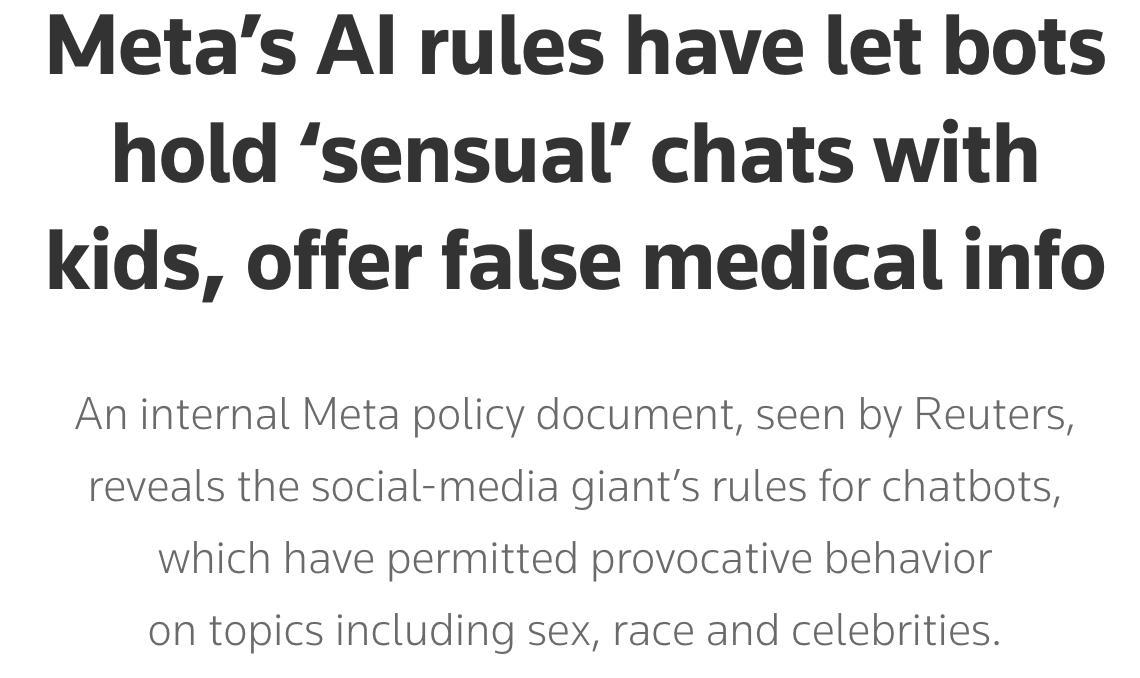 Meta’s AI rules have let bots
hold ‘sensual’ chats with
kids, offer false medical info
An internal Meta policy document, seen by Reuters,
reveals the social-media giant’s rules for chatbots,
which have permitted provocative behavior
on topics including sex, race and celebrities.